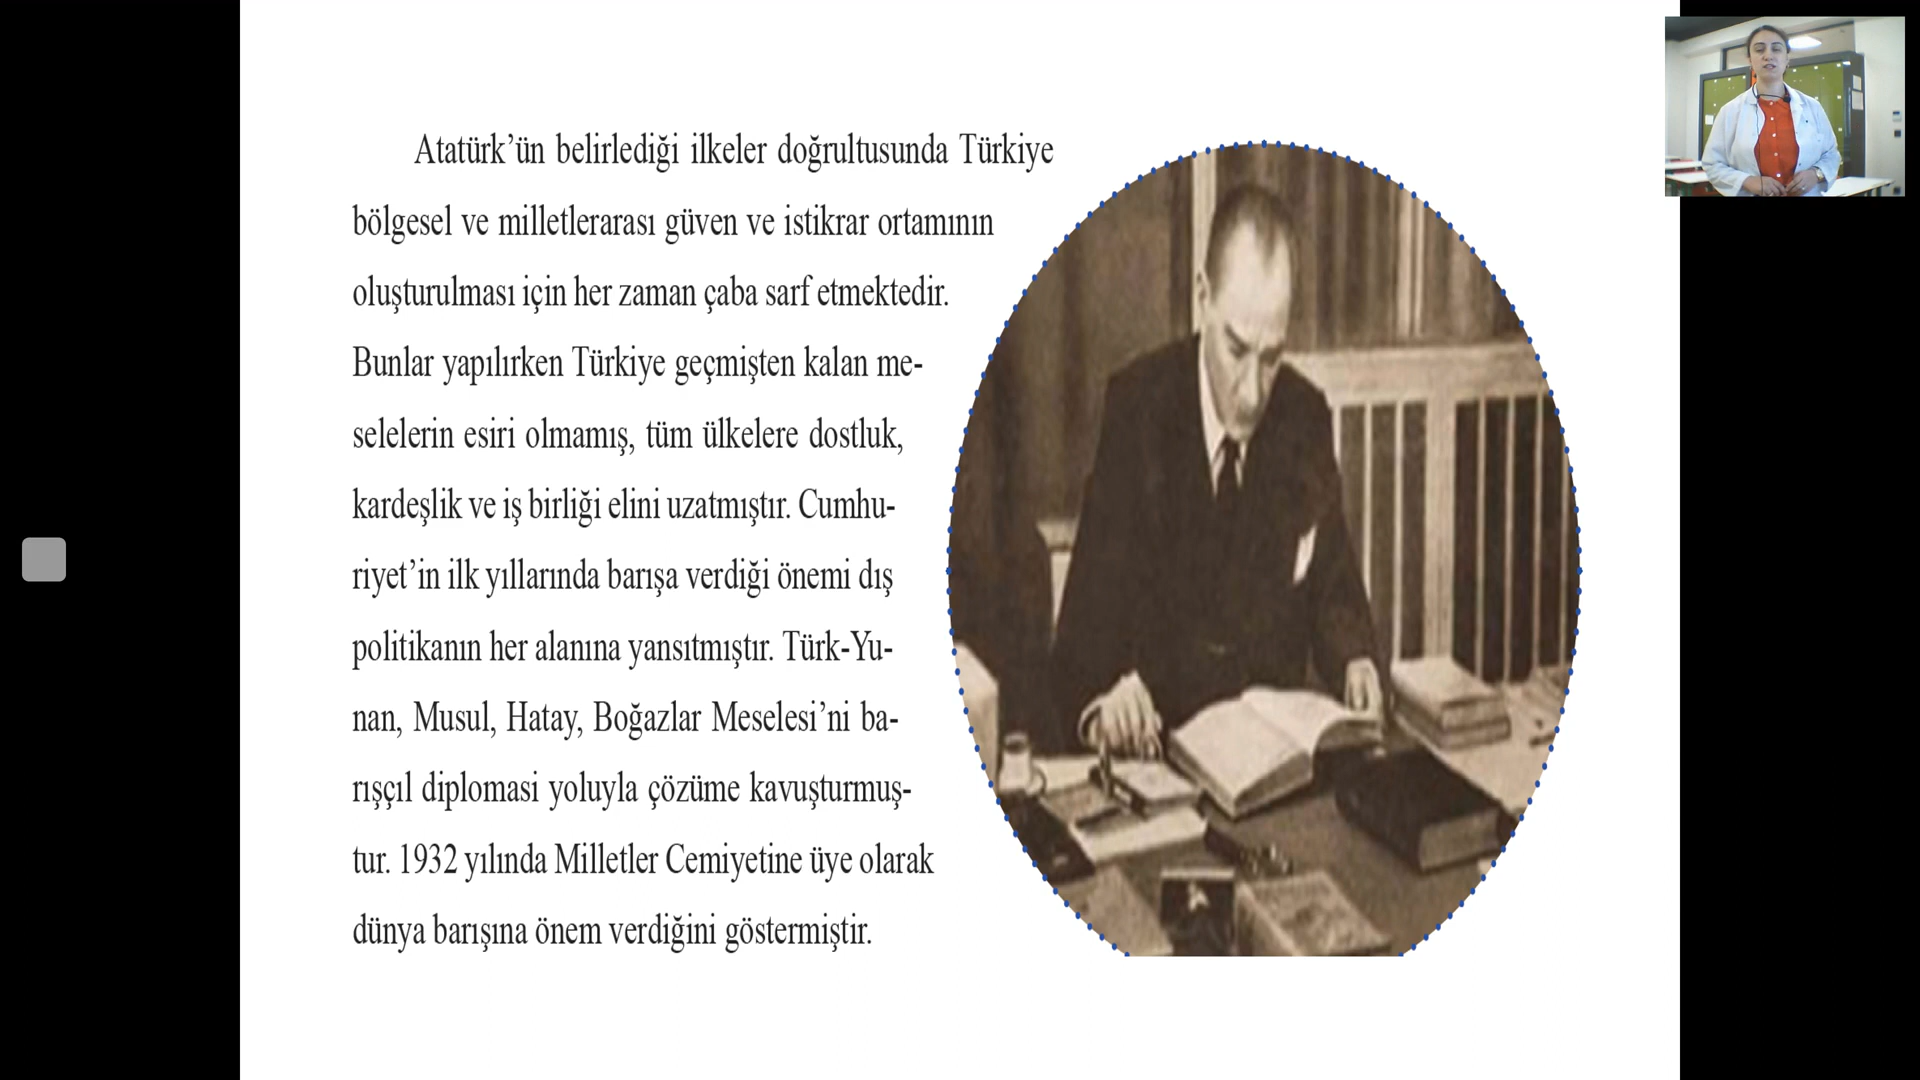 Atatürk’ün belirlediği ilkeler doğrultusunda Türkiye
bölgesel ve milletlerarası güven ve istikrar ortamının
oluşturulması için her zaman çaba sarf etmektedir.
Bunlar yapılırken Türkiye geçmişten kalan me-
selelerin esiri olmamış, tüm ülkelere dostluk,
kardeşlik ve iş birliği elini uzatmıştır. Cumhu-
riyet’in ilk yıllarında barışa verdiği önemi dış
politikanın her alanına yansıtmıştır. Türk-Yu-
nan, Musul, Hatay, Boğazlar Meselesi’ni ba-
rışçıl diplomasi yoluyla çözüme kavuşturmuş-
tur. 1932 yılında Milletler Cemiyetine üye olarak
dünya barışına önem verdiğini göstermiştir.